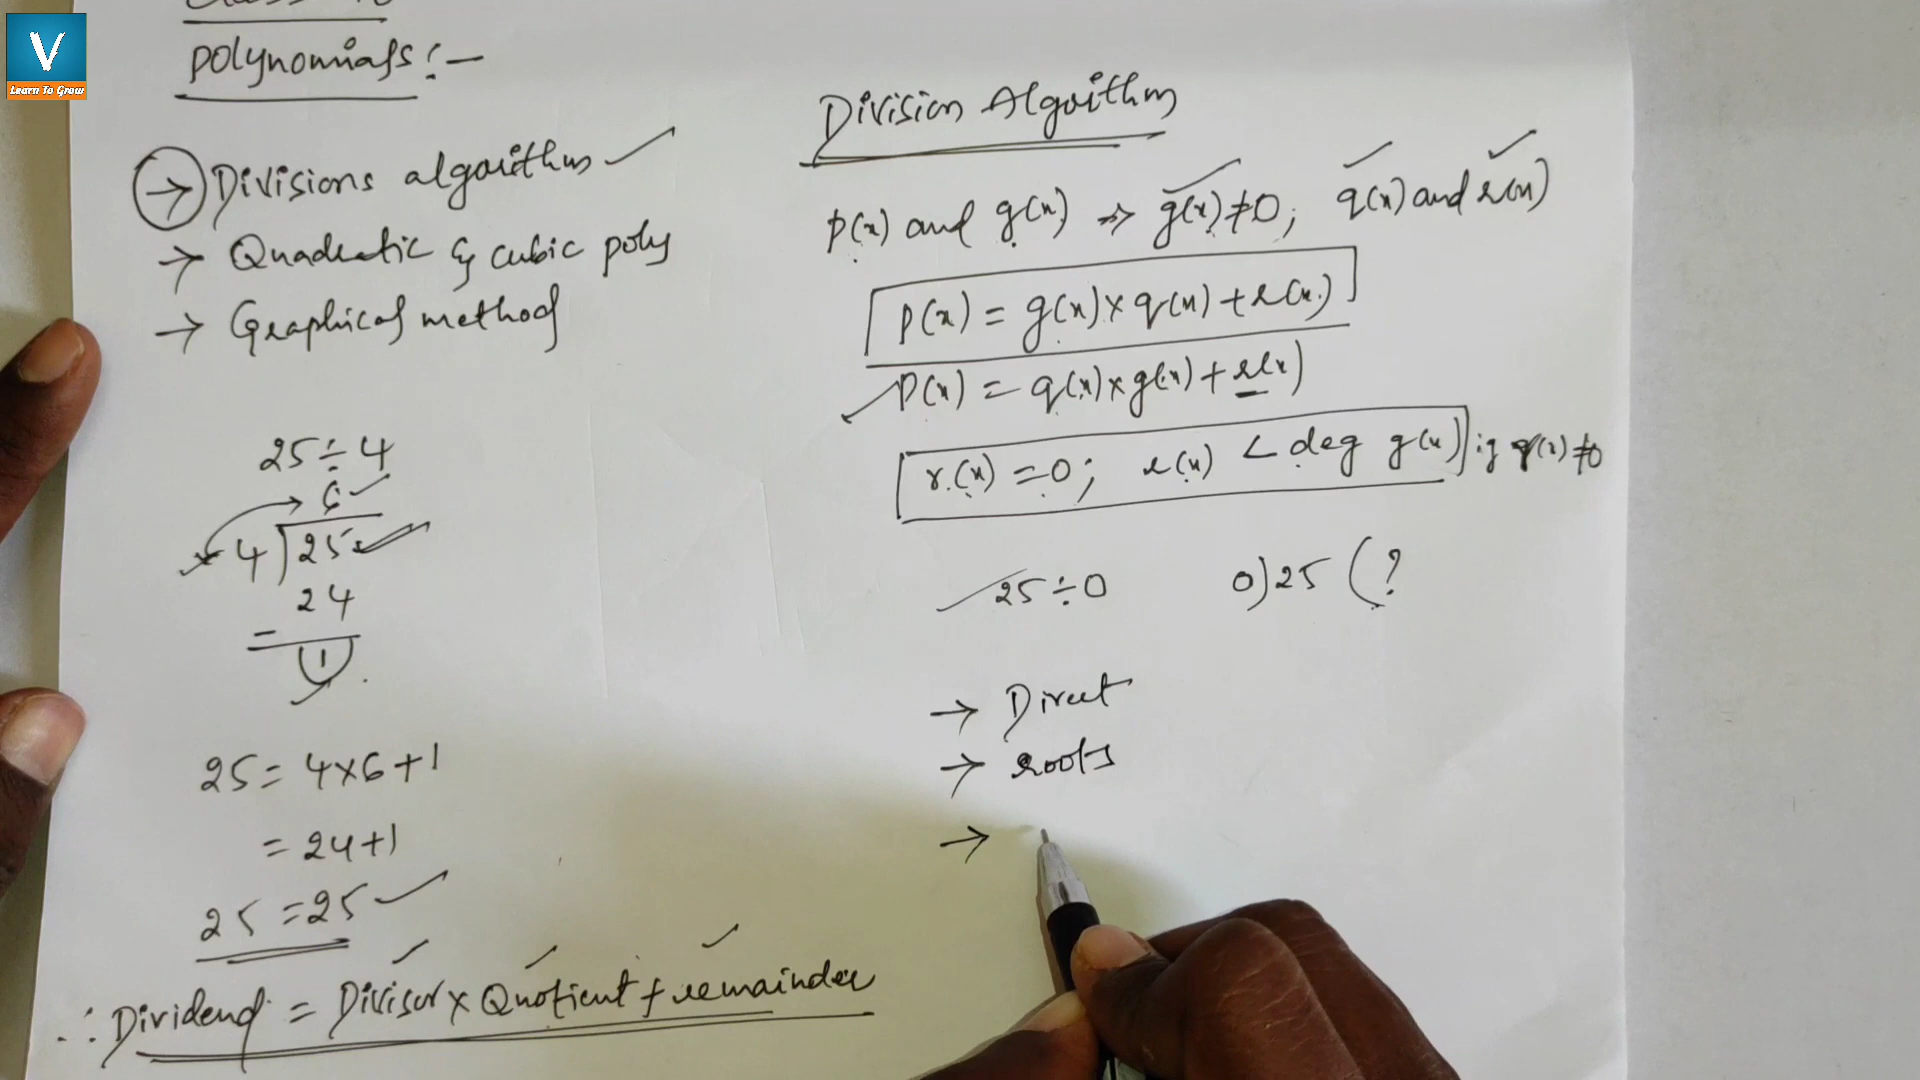 V
Learn To Grow
polynomials :-
→ Divisions algorithm
→ Quadratic & cubic poly
→ Graphical method
25 ÷ 4
6
4) 25
- 24
1
25 = 4x6+1
= 24+1
25 = 25
∴ Dividend = Divisor x Quotient + remainder
Division Algorithm
p(x) and g(x) ⇒ g(x) ≠ 0; q(x) and r(x)
p(x) = g(x) x q(x) + r(x)
p(x) = q(x) x g(x) + r(x)
r(x) = 0; r(x) < deg g(x) if r(x) ≠ 0
25 ÷ 0 0) 25 ( ?
→ Direct
→ roots
→